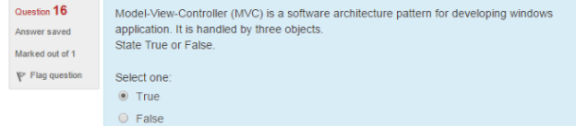 Question 16
Answer saved
Marked out of 1
Flag question
Model-View-Controller (MVC) is a software architecture pattern for developing windows
application. It is handled by three objects.
State True or False.
Select one:
True
False